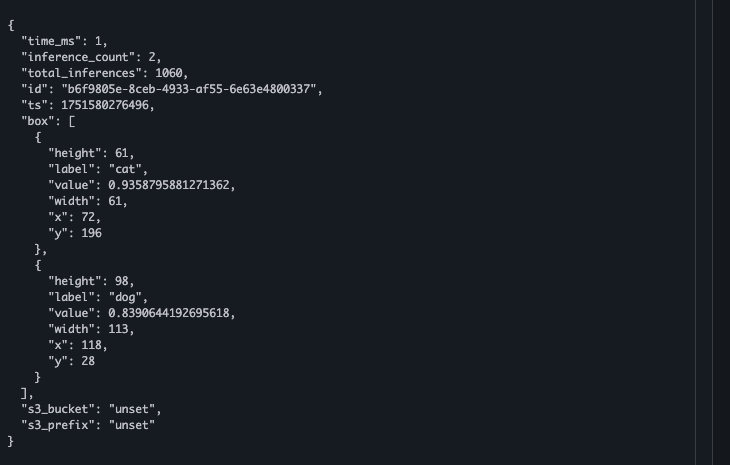 {
  "time_ms": 1,
  "inference_count": 2,
  "total_inferences": 1060,
  "id": "b6f9805e-8ceb-4933-af55-6e63e4800337",
  "ts": 1751580276496,
  "box": [
    {
      "height": 61,
      "label": "cat",
      "value": 0.9358795881271362,
      "width": 61,
      "x": 72,
      "y": 196
    },
    {
      "height": 98,
      "label": "dog",
      "value": 0.8390644192695618,
      "width": 113,
      "x": 118,
      "y": 28
    }
  ],
  "s3_bucket": "unset",
  "s3_prefix": "unset"
}